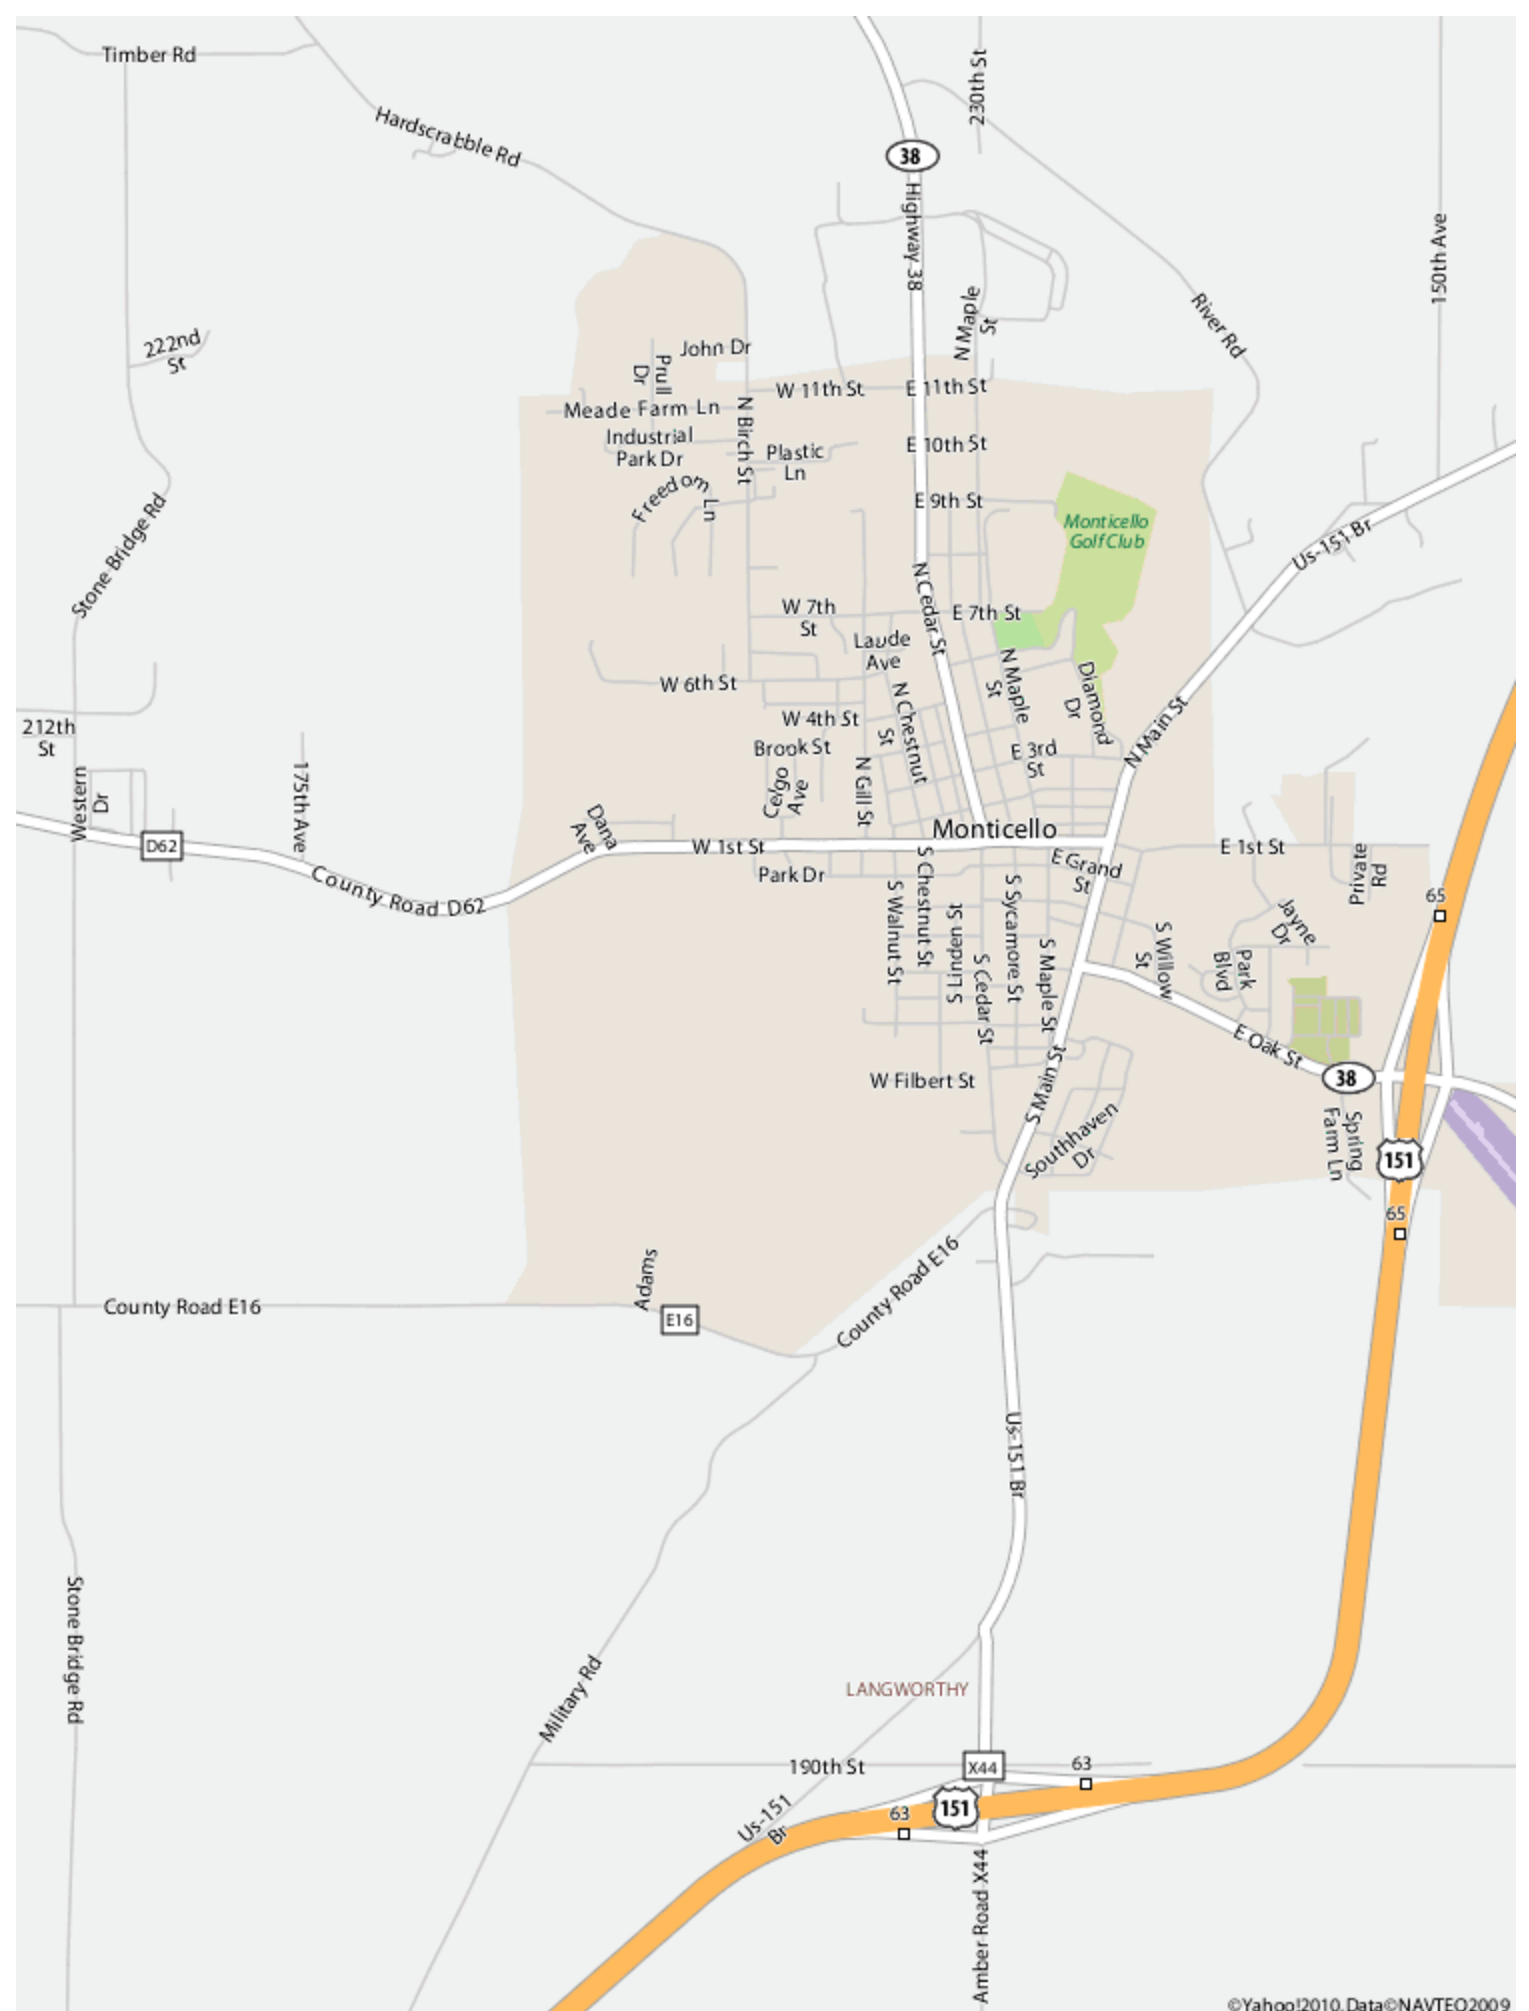 Timber Rd
Hardscrabble Rd
230th St
38
Highway 38
150th Ave
River Rd
N Maple
St
222nd
St
John Dr
Prull
Dr
W 11th St
E 11th St
Meade Farm Ln
N Birch St
Industrial
Park Dr
E 10th St
Plastic
Ln
Freedom
Ln
E 9th St
Monticello
Golf Club
Stone Bridge Rd
Us-151 Br
N Cedar St
W 7th
St
E 7th St
Laude
Ave
W 6th St
N Maple
St
Diamond
Dr
N Chestnut
St
212th
St
W 4th St
Brook St
E 3rd
St
N Main St
Western
Dr
175th Ave
Celgo
Ave
N Gill St
Dana
Ave
Monticello
D62
W 1st St
E 1st St
E Grand
St
Private
Rd
County Road D62
Park Dr
S Walnut St
S Chestnut St
S Linden St
S Sycamore St
65
Jayne
Dr
S Cedar St
S Maple St
S Willow
St
Park
Blvd
E Oak St
38
W Filbert St
S Main St
Southhaven
Dr
Spring
Farm Ln
151
65
Adams
County Road E16
E16
County Road E16
Us-151 Br
Stone Bridge Rd
Military Rd
LANGWORTHY
190th St
X44
63
Us-151
Br
63
151
Amber Road X44
©Yahoo!2010,Data©NAVTEQ2009